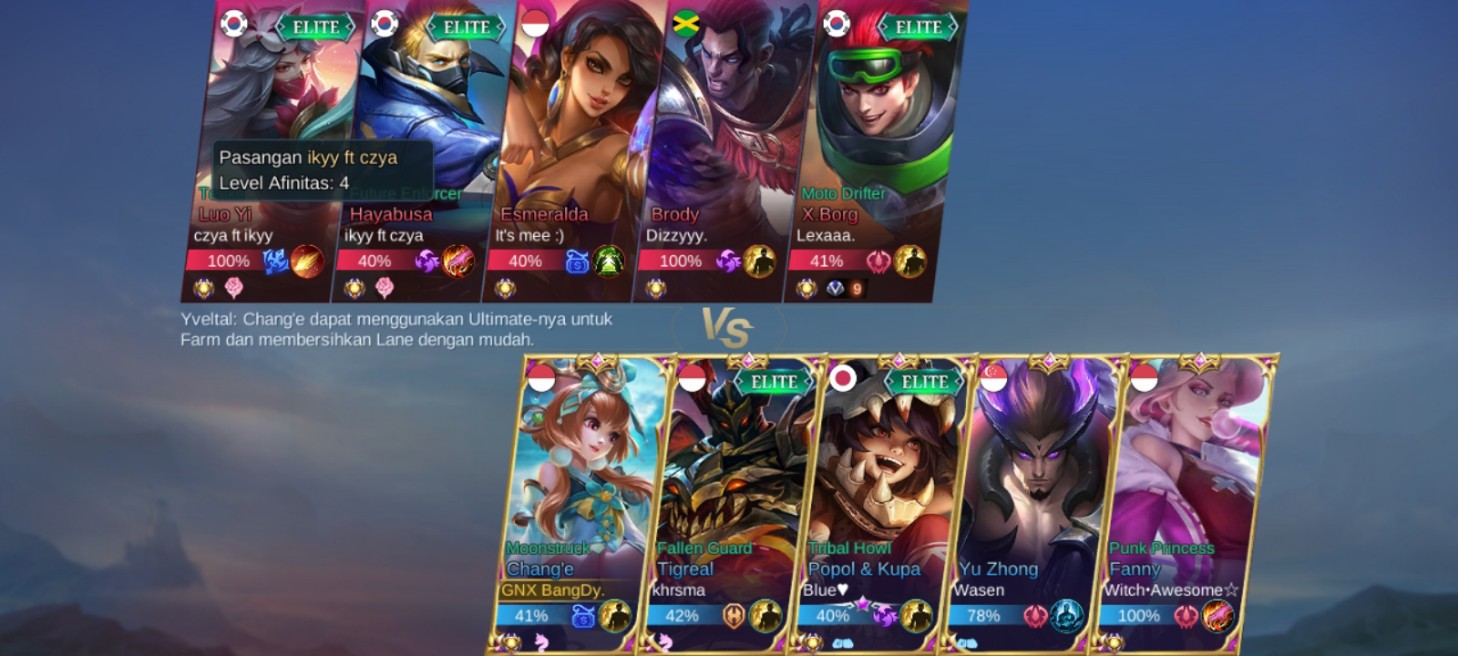 ELITE
ELITE
ELITE
Pasangan ikyy ft czya
Level Afinitas: 4
Enforcer
Moto Drifter
Luo Yi
Hayabusa
Esmeralda
Brody
X.Borg
czya ft ikyy
ikyy ft czya
It's mee :)
Dizzyyy.
Lexaaa.
100%
40%
40%
100%
41%
9
Yveltal: Chang'e dapat menggunakan Ultimate-nya untuk
Farm dan membersihkan Lane dengan mudah.
VS
ELITE
ELITE
Moonstruck
Fallen Guard
Tribal Howl
Punk Princess
Chang'e
Tigreal
Popol & Kupa
Yu Zhong
Fanny
GNX BangDy.
khrsma
Blue♥
Wasen
Witch•Awesome☆
41%
42%
40%
78%
100%